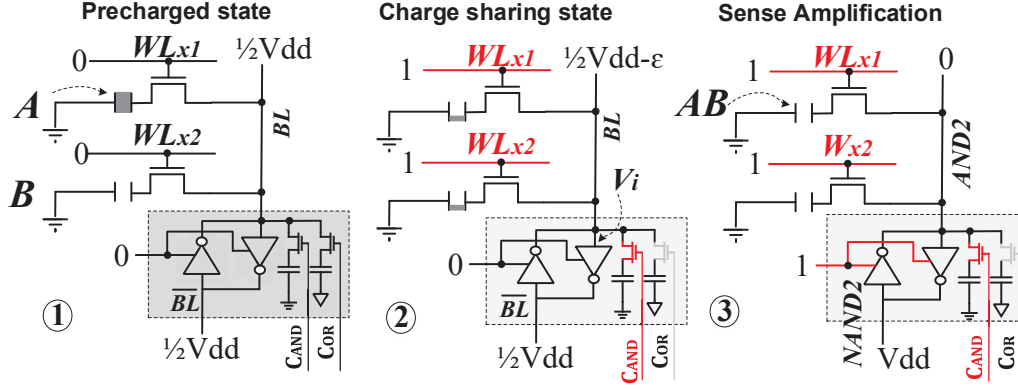 Precharged state
0
WLx1
½Vdd
A
BL
0
WLx2
B
0
BL
½Vdd
CAND
COR
1
Charge sharing state
1
WLx1
½Vdd-ε
BL
1
WLx2
Vi
0
BL
½Vdd
CAND
COR
2
Sense Amplification
1
WLx1
0
AB
AND2
1
Wx2
1
NAND2
Vdd
CAND
COR
3